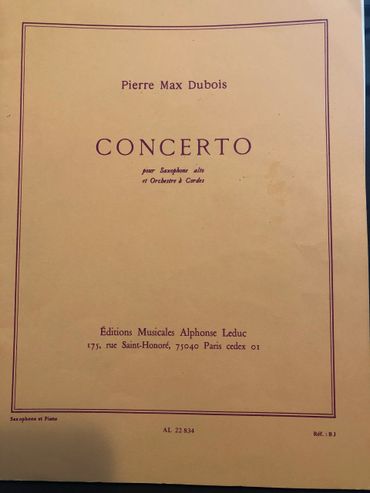 Pierre Max Dubois
CONCERTO
pour Saxophone alto
et Orchestre à Cordes
Éditions Musicales Alphonse Leduc
175, rue Saint-Honoré, 75040 Paris cedex 01
Saxophone et Piano
AL 22 834
Réf. : BJ